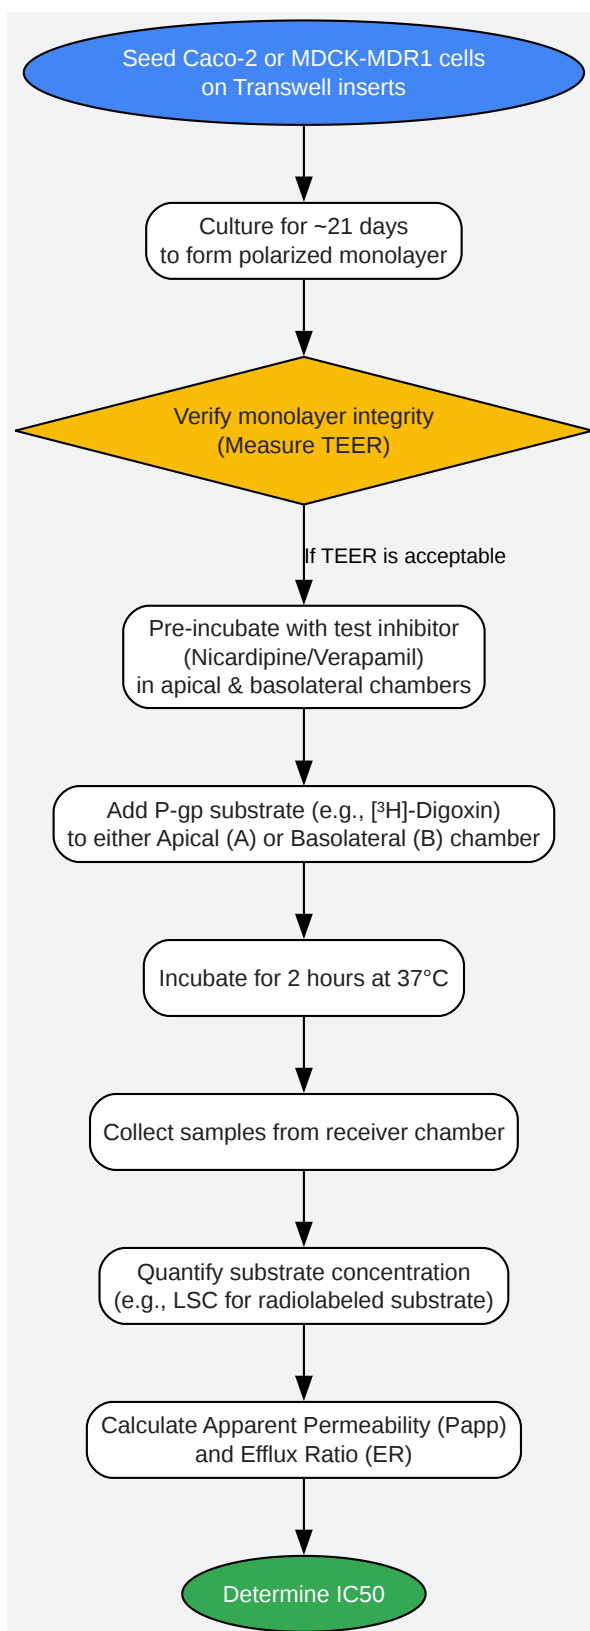 Seed Caco-2 or MDCK-MDR1 cells
on Transwell inserts
Culture for ~21 days
to form polarized monolayer
Verify monolayer integrity
(Measure TEER)
If TEER is acceptable
Pre-incubate with test inhibitor
(Nicardipine/Verapamil)
in apical & basolateral chambers
Add P-gp substrate (e.g., [³H]-Digoxin)
to either Apical (A) or Basolateral (B) chamber
Incubate for 2 hours at 37°C
Collect samples from receiver chamber
Quantify substrate concentration
(e.g., LSC for radiolabeled substrate)
Calculate Apparent Permeability (Papp)
and Efflux Ratio (ER)
Determine IC50